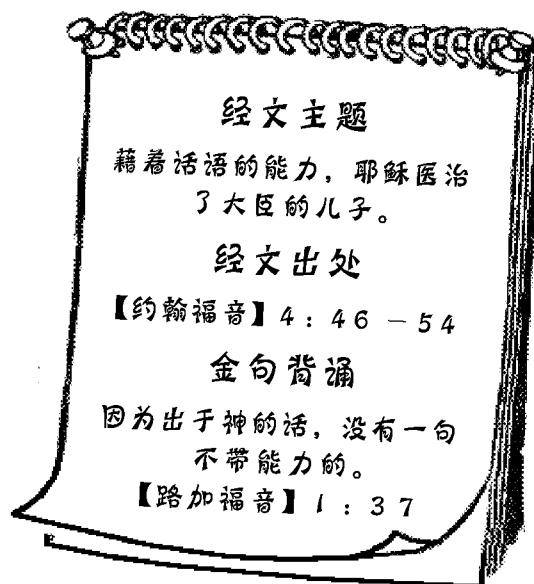 经文主题
藉着话语的能力，耶稣医治
了大臣的儿子。
经文出处
【约翰福音】4：46－54
金句背诵
因为出于神的话，没有一句
不带能力的。
【路加福音】1：37